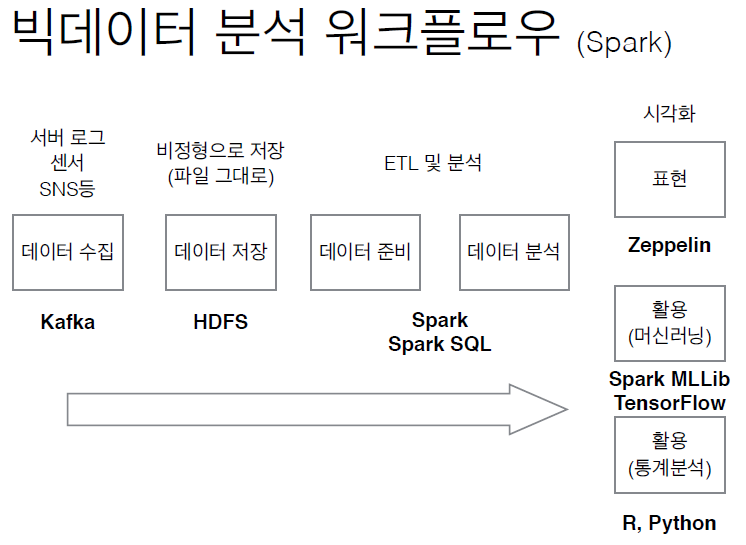 빅데이터 분석 워크플로우 (Spark)
서버 로그
센서
SNS등
데이터 수집
Kafka
비정형으로 저장
(파일 그대로)
데이터 저장
HDFS
ETL 및 분석
데이터 준비
데이터 분석
Spark
Spark SQL
시각화
표현
Zeppelin
활용
(머신러닝)
Spark MLLib
TensorFlow
활용
(통계분석)
R, Python